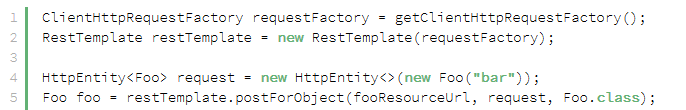 1 ClientHttpRequestFactory requestFactory = getClientHttpRequestFactory();
2 RestTemplate restTemplate = new RestTemplate(requestFactory);
3
4 HttpEntity<Foo> request = new HttpEntity<>(new Foo("bar"));
5 Foo foo = restTemplate.postForObject(fooResourceUrl, request, Foo.class);